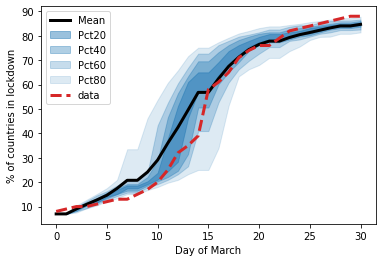 % of countries in lockdown
90
80
70
60
50
40
30
20
10
Mean
Pct20
Pct40
Pct60
Pct80
data
0
5
10
15
20
25
30
Day of March